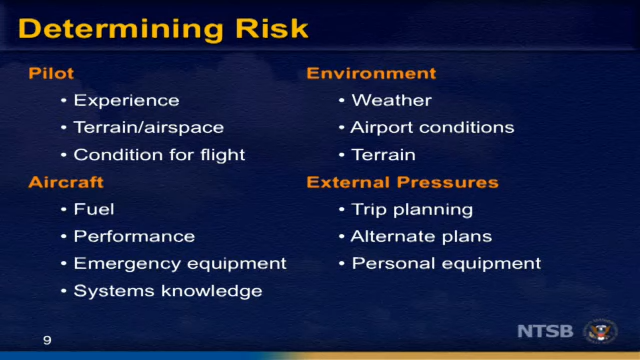 Determining Risk
Pilot
• Experience
• Terrain/airspace
• Condition for flight
Aircraft
• Fuel
• Performance
• Emergency equipment
• Systems knowledge
Environment
• Weather
• Airport conditions
• Terrain
External Pressures
• Trip planning
• Alternate plans
• Personal equipment
9
NTSB